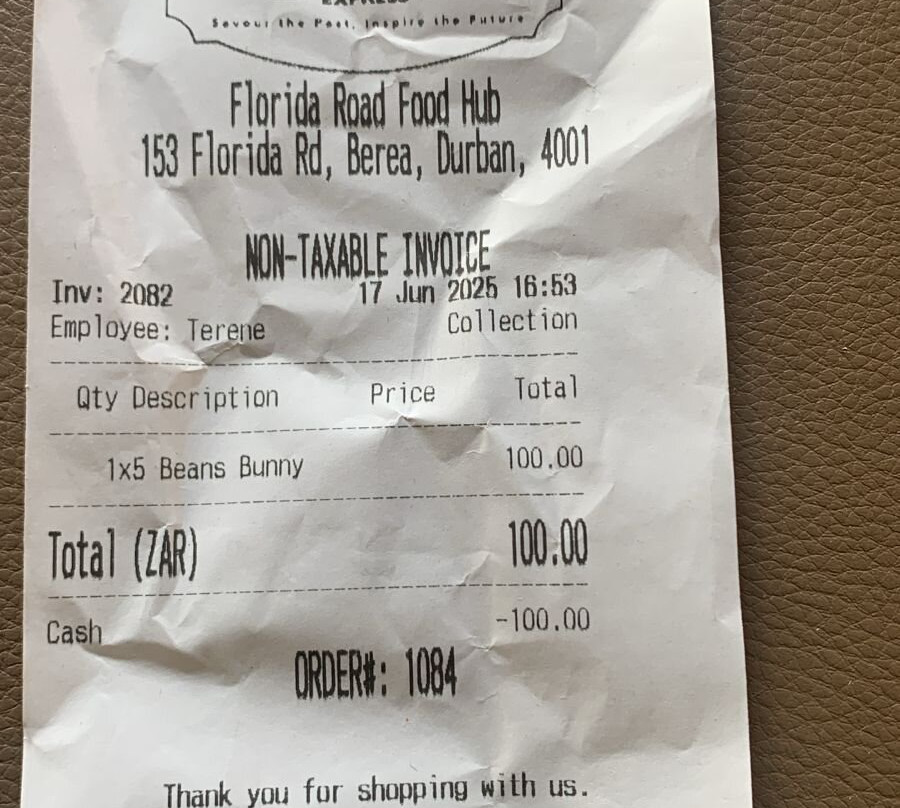 EXPRESS
Savour the Past, Inspire the Future
Florida Road Food Hub
153 Florida Rd, Berea, Durban, 4001
NON-TAXABLE INVOICE
Inv: 2082 17 Jun 2025 16:53
Employee: Terene Collection
Qty Description Price Total
1x5 Beans Bunny 100.00
Total (ZAR) 100.00
Cash -100.00
ORDER#: 1084
Thank you for shopping with us.